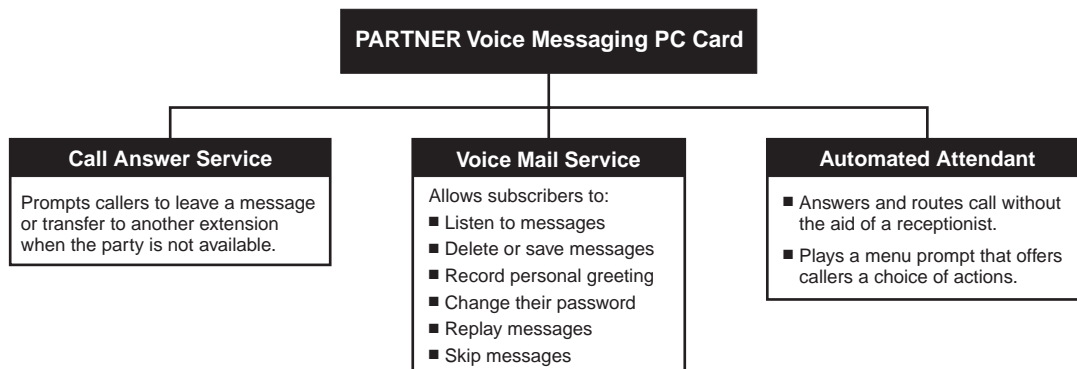 PARTNER Voice Messaging PC Card
Call Answer Service
Prompts callers to leave a message
or transfer to another extension
when the party is not available.
Voice Mail Service
Allows subscribers to:
■ Listen to messages
■ Delete or save messages
■ Record personal greeting
■ Change their password
■ Replay messages
■ Skip messages
Automated Attendant
■ Answers and routes call without
the aid of a receptionist.
■ Plays a menu prompt that offers
callers a choice of actions.